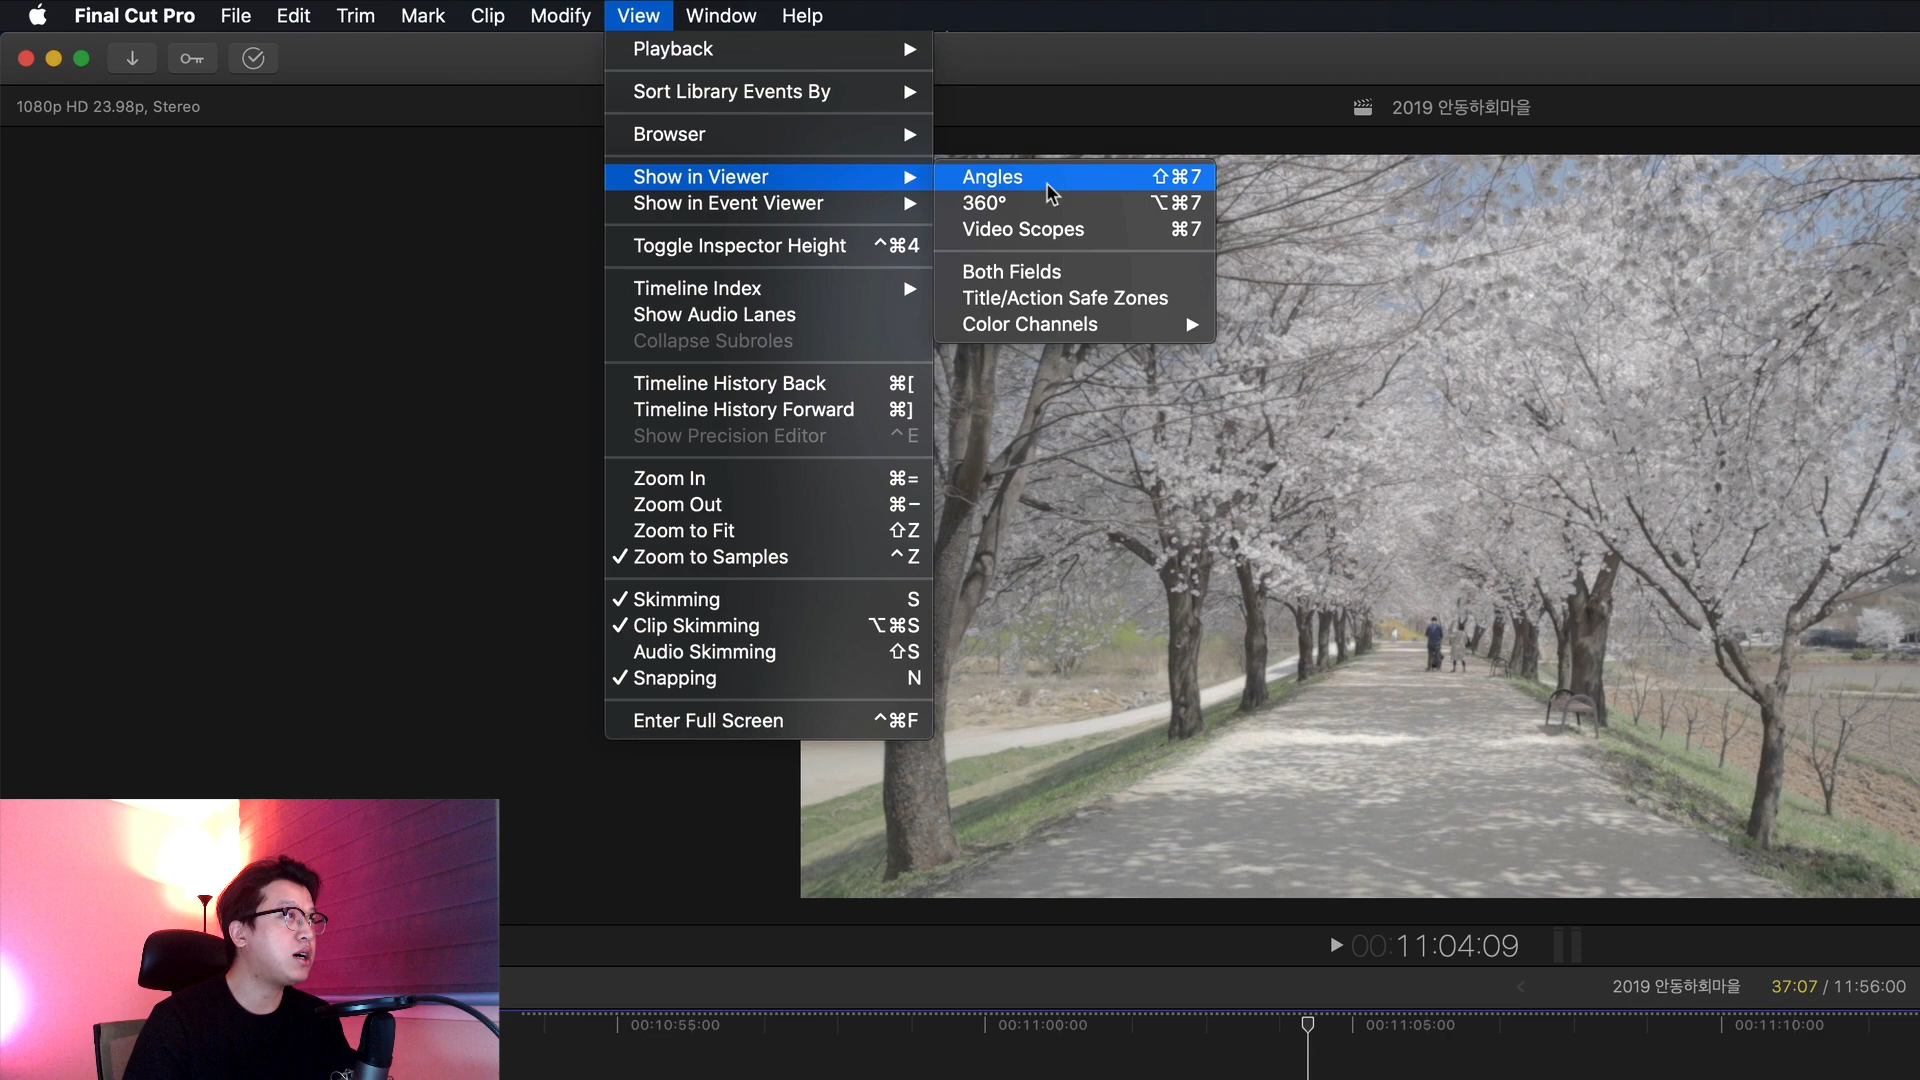 Final Cut Pro File Edit Trim Mark Clip Modify View Window Help
1080p HD 23.98p, Stereo
2019 안동하회마을
Playback ▶
Sort Library Events By ▶
Browser ▶
Show in Viewer ▶
Show in Event Viewer ▶
Toggle Inspector Height ^⌘4
Timeline Index ▶
Show Audio Lanes
Collapse Subroles
Timeline History Back ⌘[
Timeline History Forward ⌘]
Show Precision Editor ^E
Zoom In ⌘=
Zoom Out ⌘−
Zoom to Fit ⇧Z
✓ Zoom to Samples ^Z
✓ Skimming S
✓ Clip Skimming ⌥⌘S
Audio Skimming ⇧S
✓ Snapping N
Enter Full Screen ^⌘F
Angles ⇧⌘7
360° ⌥⌘7
Video Scopes ⌘7
Both Fields
Title/Action Safe Zones
Color Channels ▶
00:11:04:09
2019 안동하회마을 37:07 / 11:56:00
00:10:55:00 00:11:00:00 00:11:05:00 00:11:10:00